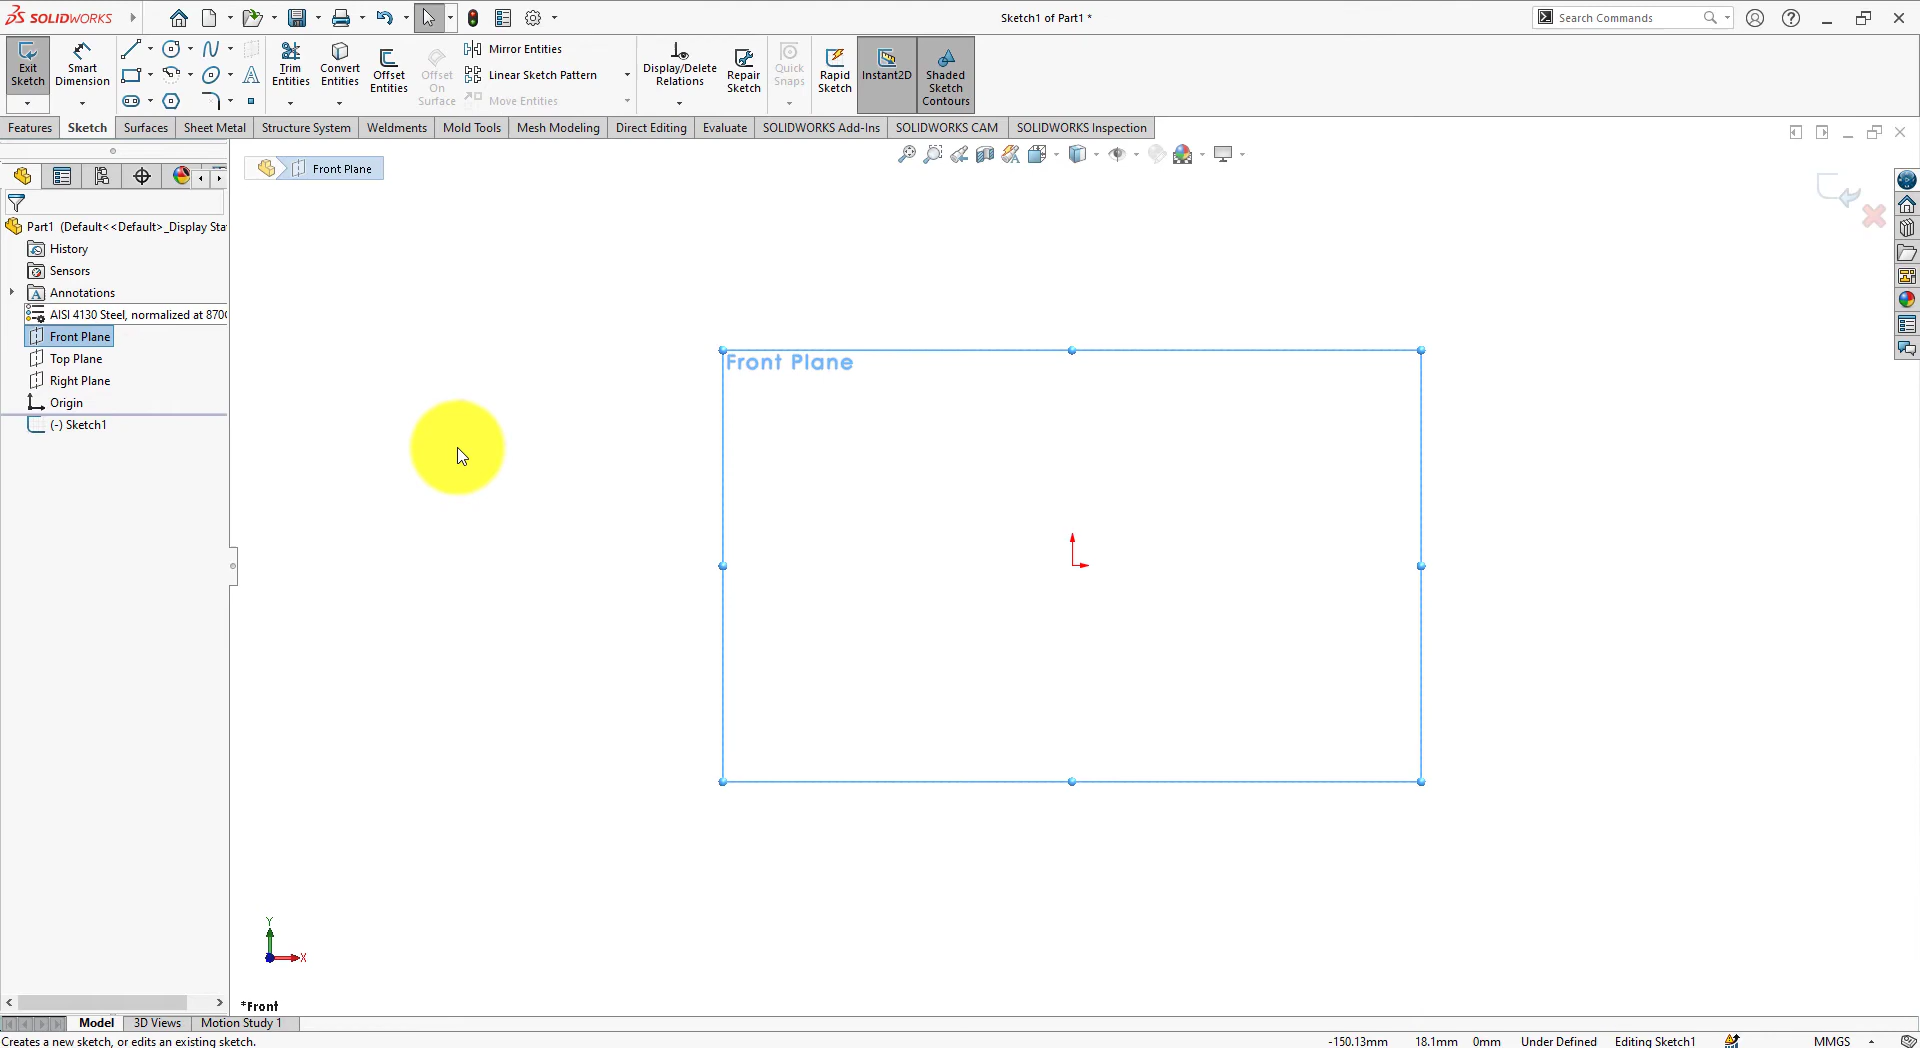 SOLIDWORKS
Sketch1 of Part1 *
Search Commands
Exit Sketch
Smart Dimension
Trim Entities
Convert Entities
Offset Entities
Offset On Surface
Mirror Entities
Linear Sketch Pattern
Move Entities
Display/Delete Relations
Repair Sketch
Quick Snaps
Rapid Sketch
Instant2D
Shaded Sketch Contours
Features
Sketch
Surfaces
Sheet Metal
Structure System
Weldments
Mold Tools
Mesh Modeling
Direct Editing
Evaluate
SOLIDWORKS Add-Ins
SOLIDWORKS CAM
SOLIDWORKS Inspection
Front Plane
Part1 (Default<<Default>_Display Sta
History
Sensors
Annotations
AISI 4130 Steel, normalized at 870C
Front Plane
Top Plane
Right Plane
Origin
(-) Sketch1
Front Plane
Y
X
*Front
Model
3D Views
Motion Study 1
Creates a new sketch, or edits an existing sketch.
-150.13mm
18.1mm
0mm
Under Defined
Editing Sketch1
MMGS